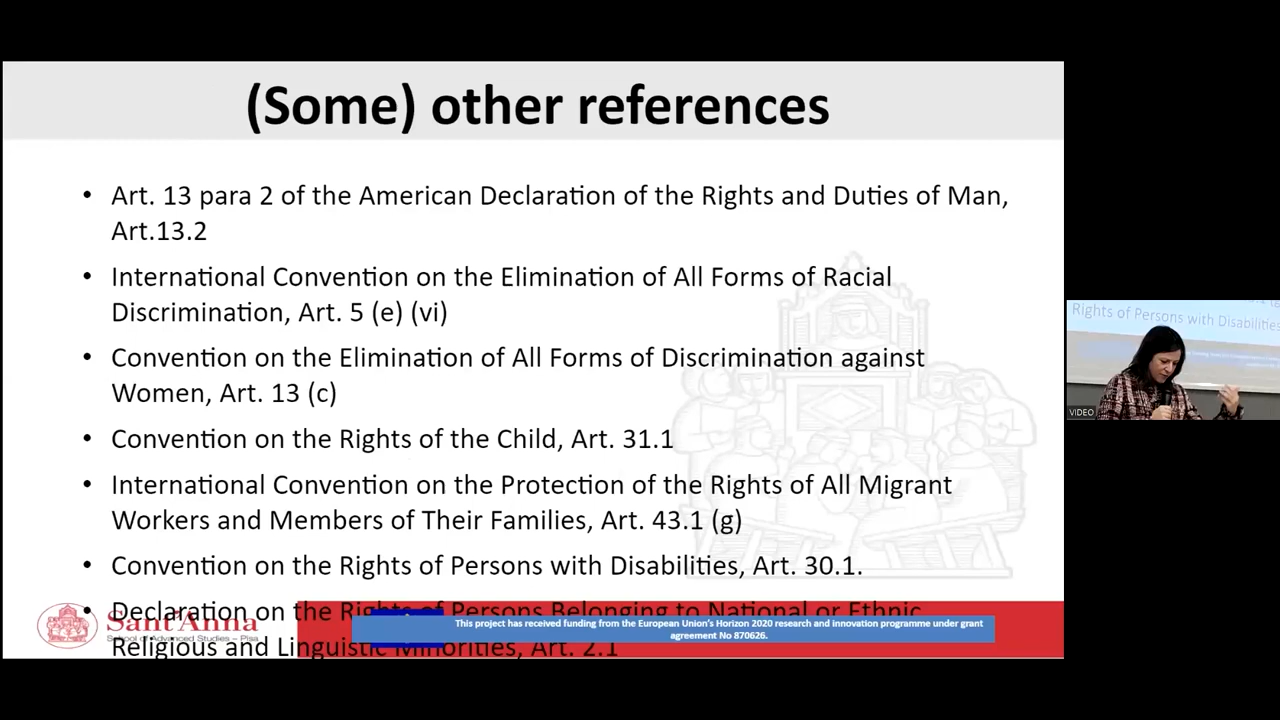 (Some) other references
• Art. 13 para 2 of the American Declaration of the Rights and Duties of Man,
Art.13.2
• International Convention on the Elimination of All Forms of Racial
Discrimination, Art. 5 (e) (vi)
• Convention on the Elimination of All Forms of Discrimination against
Women, Art. 13 (c)
• Convention on the Rights of the Child, Art. 31.1
• International Convention on the Protection of the Rights of All Migrant
Workers and Members of Their Families, Art. 43.1 (g)
• Convention on the Rights of Persons with Disabilities, Art. 30.1.
• Declaration on the Rights of Persons Belonging to National or Ethnic,
Religious and Linguistic Minorities, Art. 2.1
Sant'Anna
School of Advanced Studies – Pisa
This project has received funding from the European Union's Horizon 2020 research and innovation programme under grant
agreement No 870626.
Rights of Persons with Disabilities
VIDEO